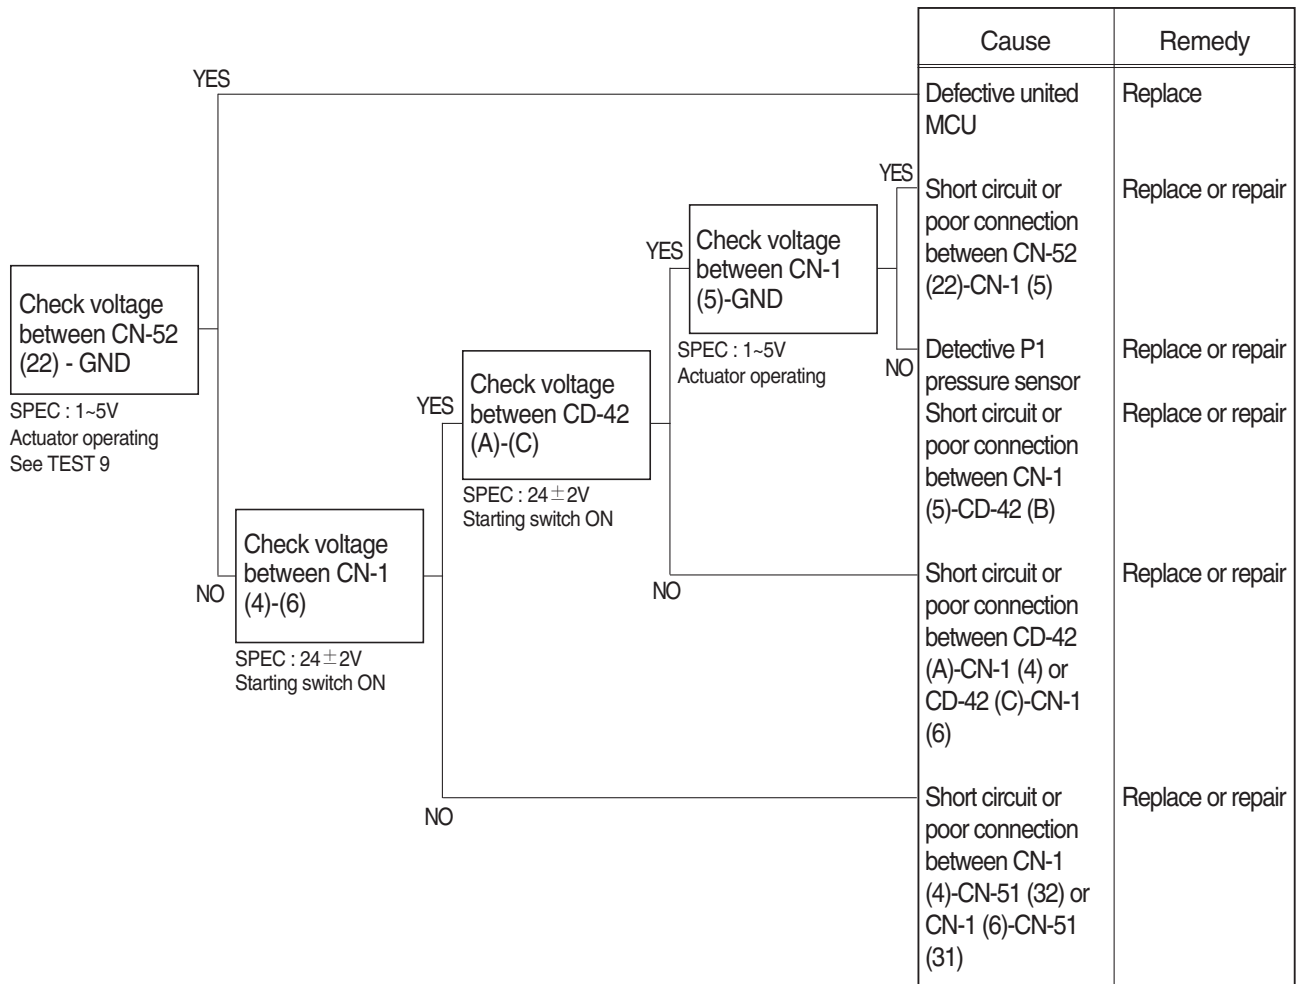 Cause
Remedy
YES
Defective united
MCU
Replace
YES
Short circuit or
poor connection
between CN-52
(22)-CN-1 (5)
Replace or repair
YES
Check voltage
between CN-1
(5)-GND
SPEC : 1~5V
Actuator operating
NO
Detective P1
pressure sensor
Replace or repair
Short circuit or
poor connection
between CN-1
(5)-CD-42 (B)
Replace or repair
Check voltage
between CN-52
(22) - GND
SPEC : 1~5V
Actuator operating
See TEST 9
YES
Check voltage
between CD-42
(A)-(C)
SPEC : 24±2V
Starting switch ON
NO
Short circuit or
poor connection
between CD-42
(A)-CN-1 (4) or
CD-42 (C)-CN-1
(6)
Replace or repair
NO
Check voltage
between CN-1
(4)-(6)
SPEC : 24±2V
Starting switch ON
NO
Short circuit or
poor connection
between CN-1
(4)-CN-51 (32) or
CN-1 (6)-CN-51
(31)
Replace or repair